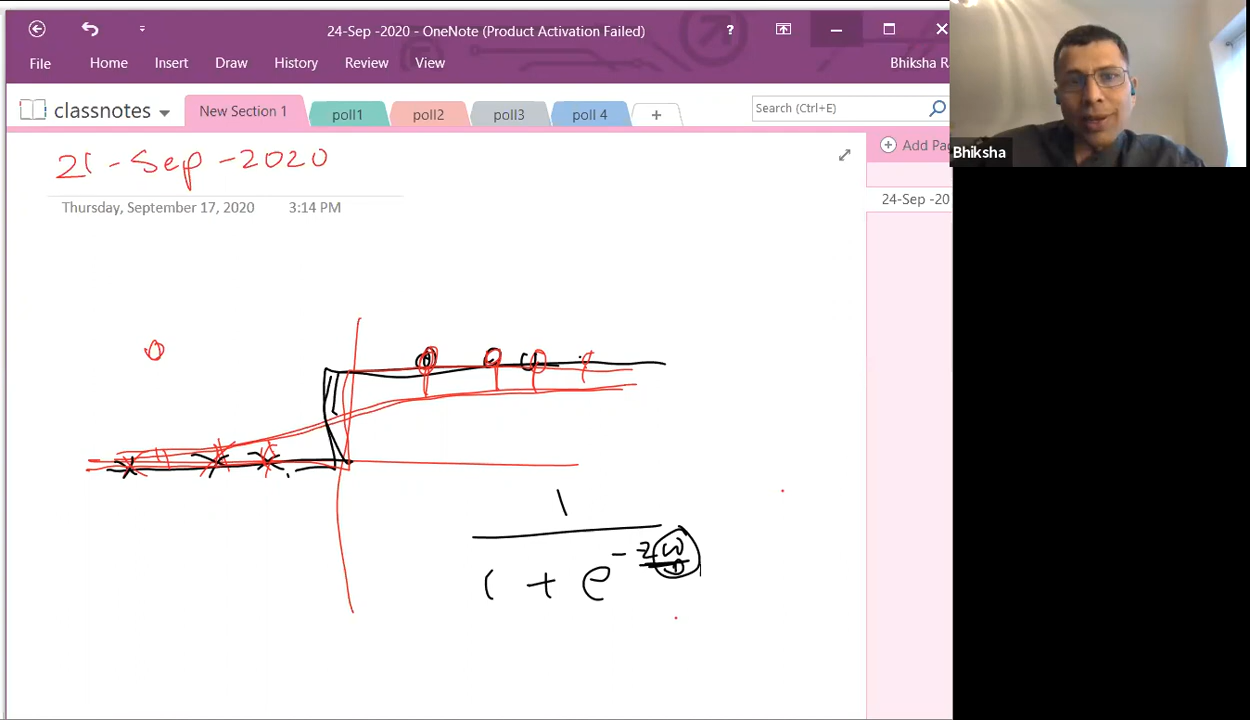 24-Sep -2020 - OneNote (Product Activation Failed)
?
File Home Insert Draw History Review View Bhiksha R
classnotes New Section 1 poll1 poll2 poll3 poll 4 + Search (Ctrl+E)
21-Sep-2020
Add Pa
Thursday, September 17, 2020 3:14 PM
24-Sep -20
Bhiksha
1
1 + e^-z